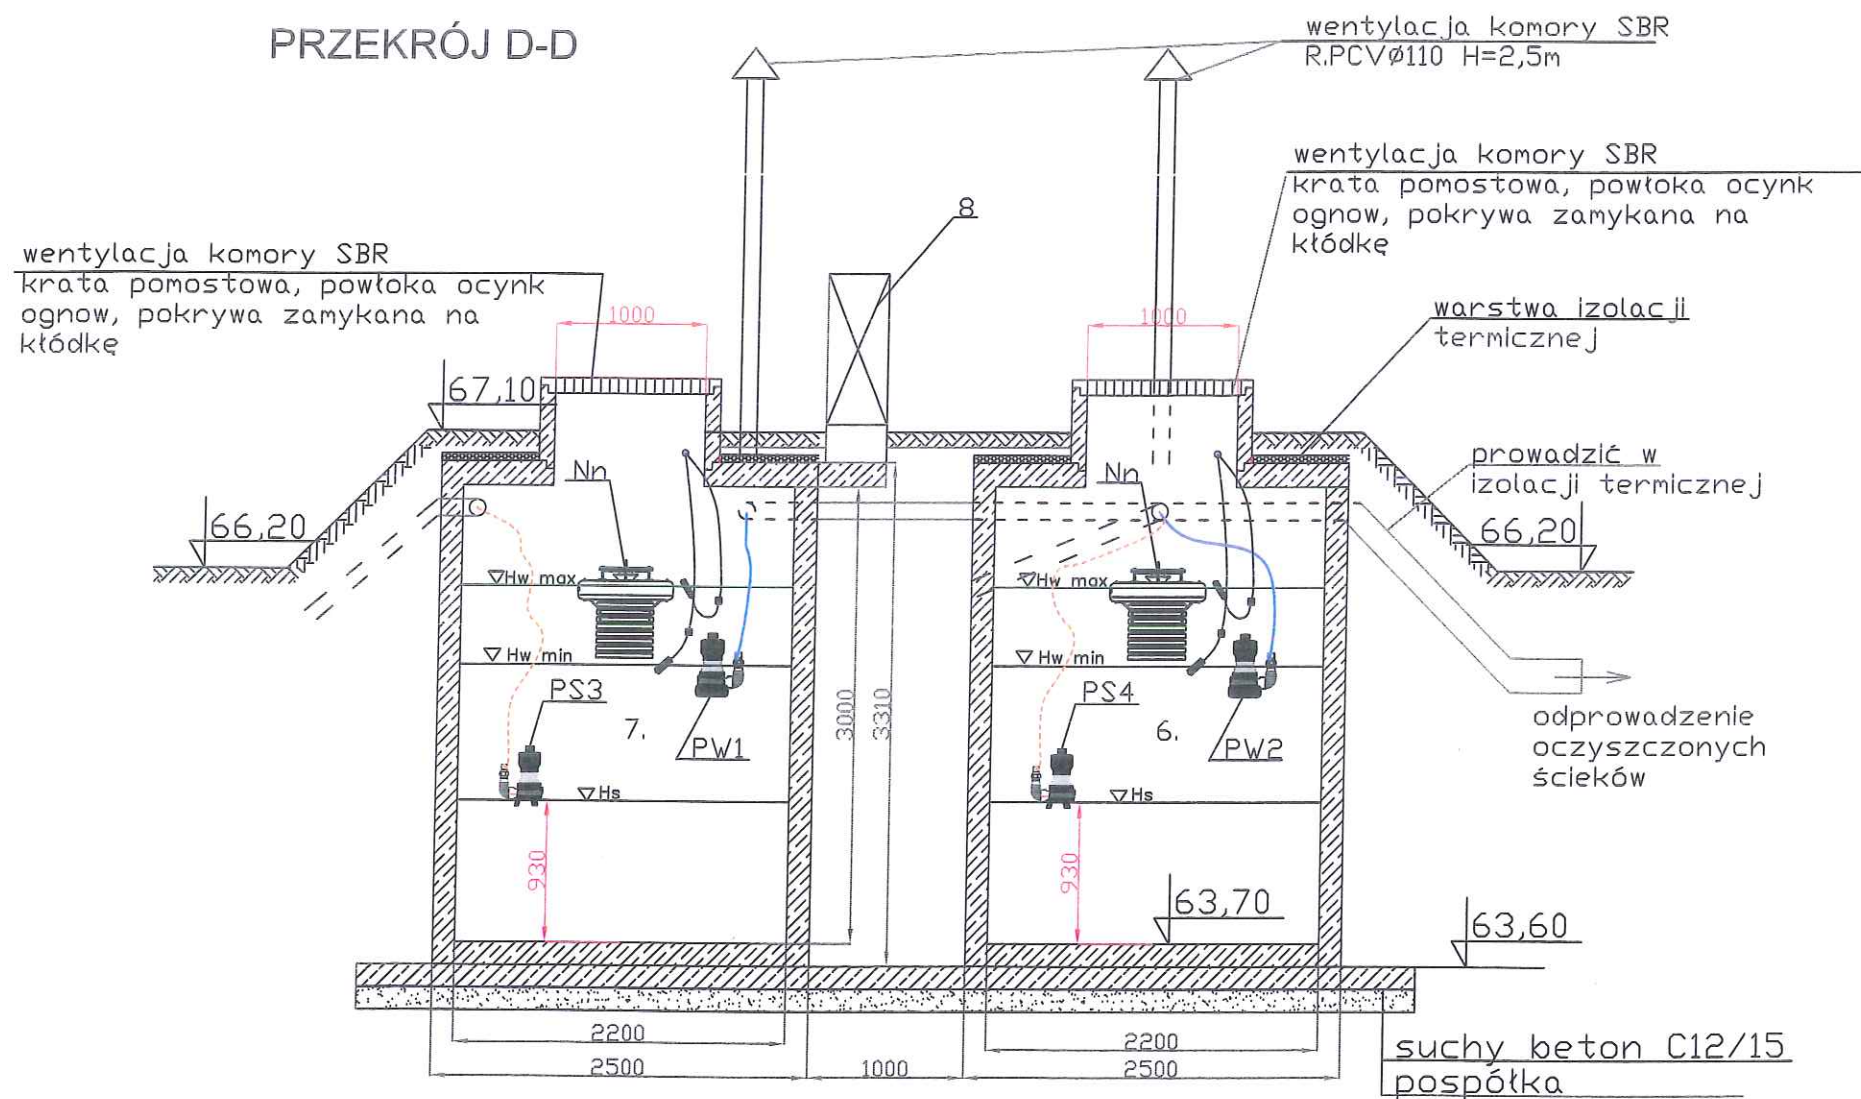 PRZEKRÓJ D-D
wentylacja komory SBR
R.PCVø110 H=2,5m
wentylacja komory SBR
krata pomostowa, powłoka ocynk
ognow, pokrywa zamykana na
kłódkę
8
wentylacja komory SBR
krata pomostowa, powłoka ocynk
ognow, pokrywa zamykana na
kłódkę
1000
1000
warstwa izolacji
termicznej
67,10
prowadzić w
izolacji termicznej
Nn
Nn
66,20
66,20
Hw max
Hw max
Hw min
Hw min
PS3
PS4
7.
6.
PW1
PW2
3000
3310
odprowadzenie
oczyszczonych
ścieków
Hs
Hs
930
930
63,70
63,60
2200
2200
2500
1000
2500
suchy beton C12/15
pospółka